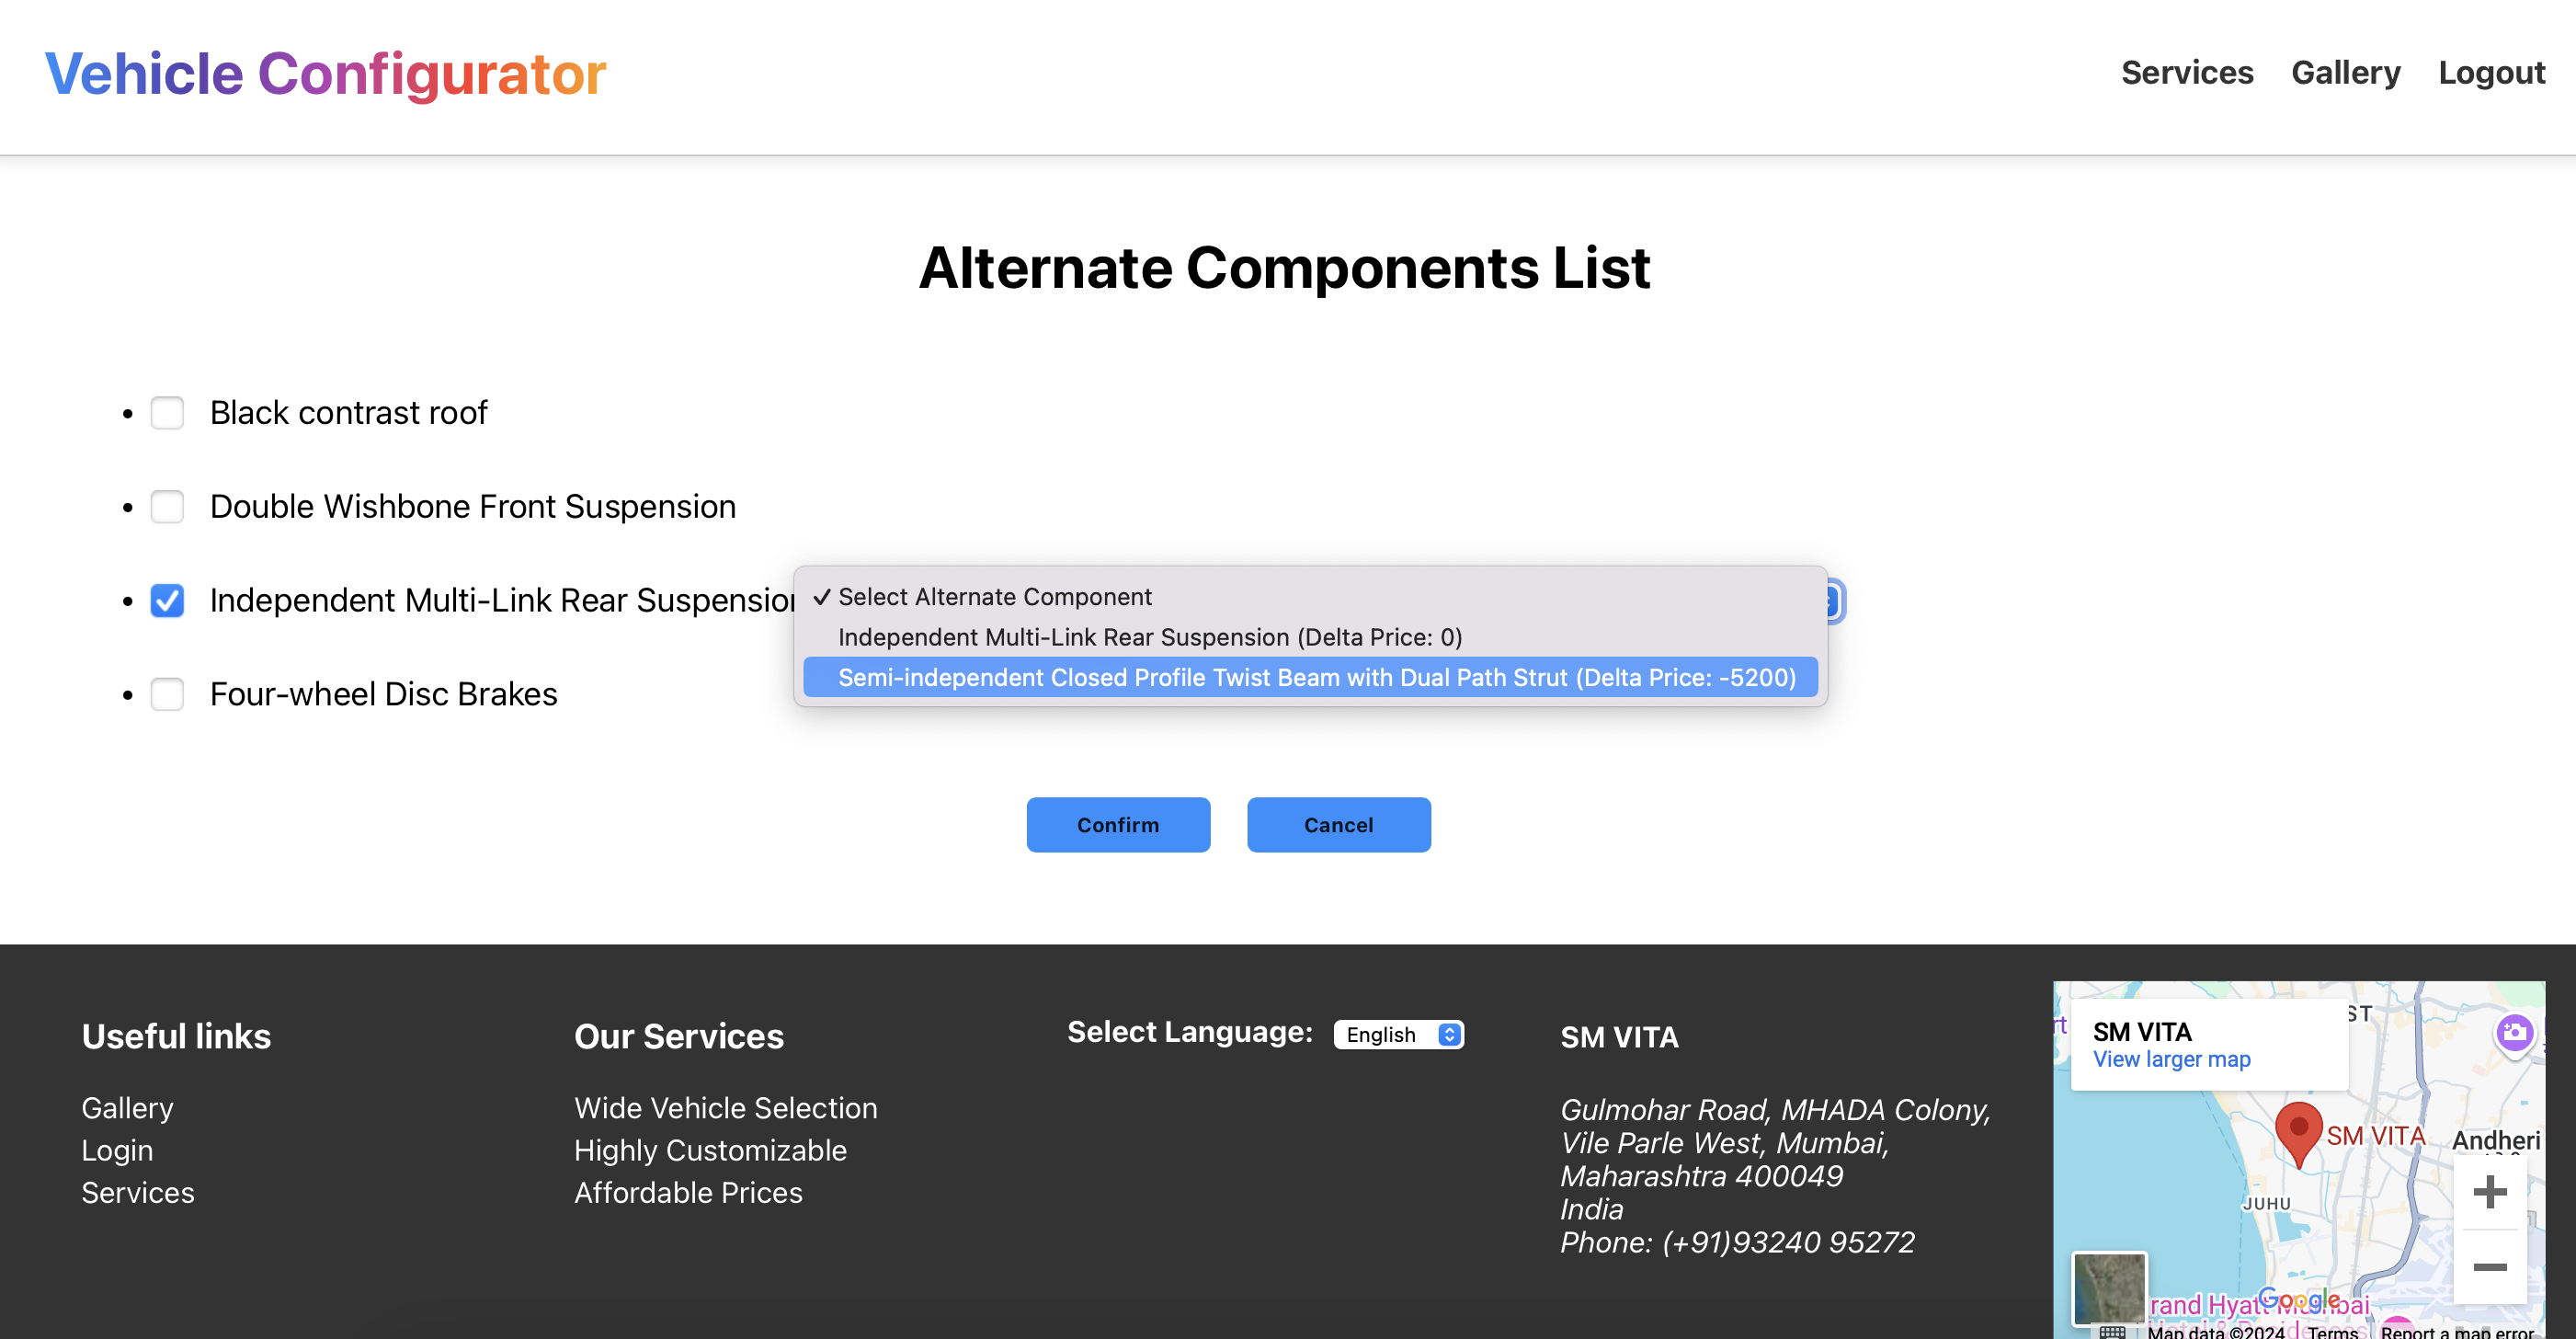 Vehicle Configurator
Services Gallery Logout
Alternate Components List
Black contrast roof
Double Wishbone Front Suspension
Independent Multi-Link Rear
Select Alternate Component
Independent Multi-Link Rear Suspension (Delta Price: 0)
Semi-independent Closed Profile Twist Beam with Dual Path Strut (Delta Price: -5200)
Four-wheel Disc Brakes
Confirm
Cancel
Useful links
Gallery
Login
Services
Our Services
Wide Vehicle Selection
Highly Customizable
Affordable Prices
Select Language: English
SM VITA
Gulmohar Road, MHADA Colony,
Vile Parle West, Mumbai,
Maharashtra 400049
India
Phone: (+91)93240 95272
SM VITA
View larger map
SM VITA
Andheri
JUHU
Google
Map data ©2024 Terms Report a map error